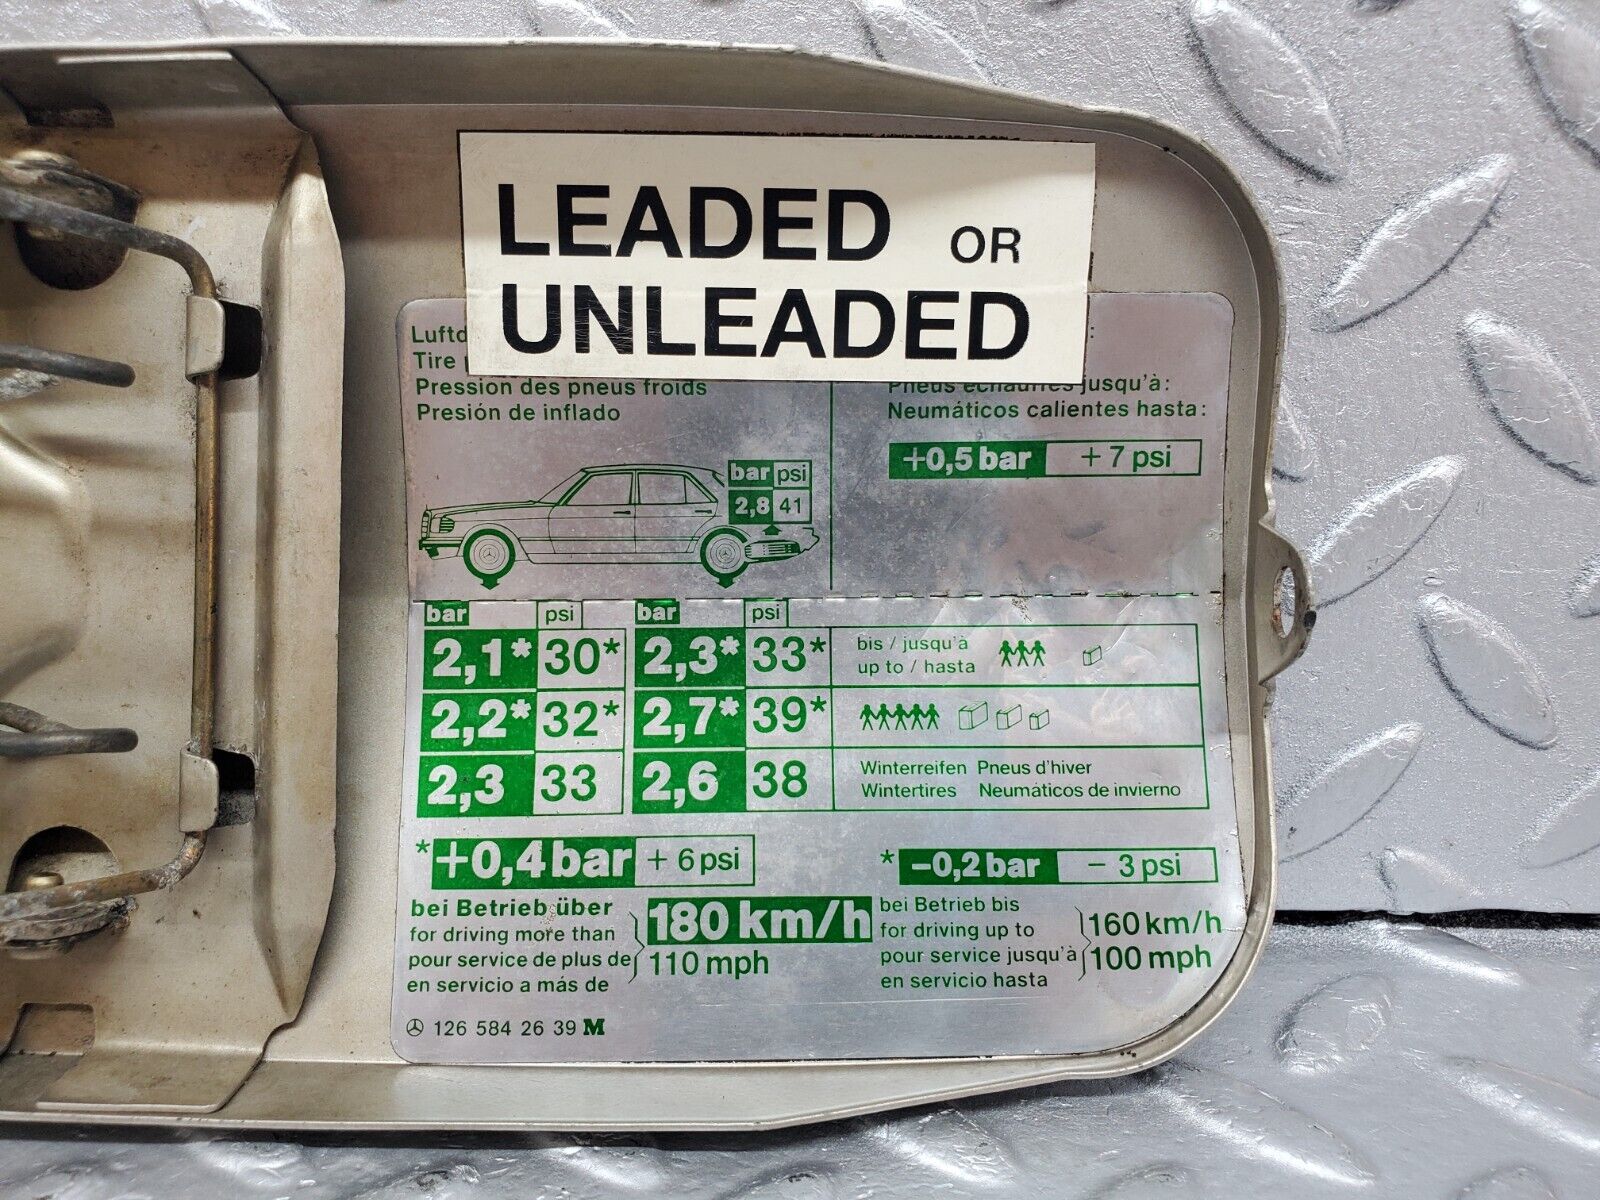 LEADED OR
UNLEADED
Tire
Pression des pneus froids
Presión de inflado
Pneus échauffés jusqu'à:
Neumáticos calientes hasta:
+0,5 bar + 7 psi
bar psi
2,8 41
bar psi bar psi
2,1* 30* 2,3* 33* bis / jusqu'à
up to / hasta
2,2* 32* 2,7* 39*
2,3 33 2,6 38 Winterreifen Pneus d'hiver
Wintertires Neumáticos de invierno
*+0,4 bar + 6 psi
bei Betrieb über
for driving more than
pour service de plus de
en servicio a más de
180 km/h
110 mph
* -0,2 bar - 3 psi
bei Betrieb bis
for driving up to
pour service jusqu'à
en servicio hasta
160 km/h
100 mph
126 584 26 39 M